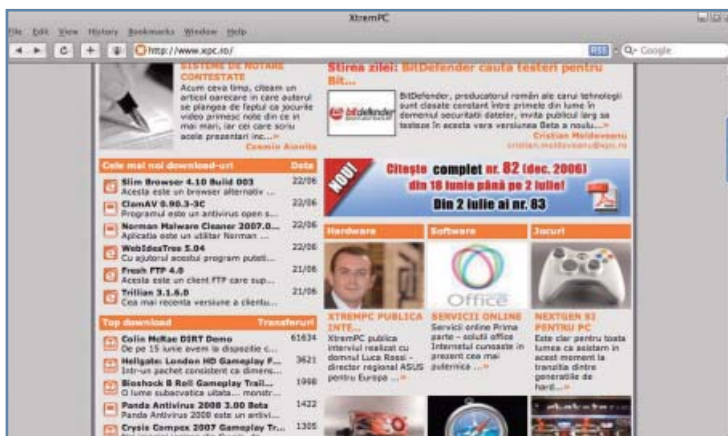 XtremPC
File Edit View History Bookmarks Window Help
http://www.xpc.ro/
RSS
Google
SISTEME DE NOTARE
CONTESTATE
Acum ceva timp, citeam un
articol oarecare in care autorul
se plangea de faptul ca jocurile
video primesc note din ce in
mai mari, iar cei care scriu
acele prezentari inc...»
Cosmin Aionita
Stirea zilei: BitDefender cauta testeri pentru
Bit...
bitdefender
BitDefender, producatorul român ale carui tehnologii
sunt clasate constant între primele din lume în
domeniul securitatii datelor, invita publicul larg sa
testeze în acesta vara versiunea Beta a noulu...»
Cristian Moldoveanu
cristian.moldoveanu@xpc.ro
Cele mai noi download-uri Data
Slim Browser 4.10 Build 003 22/06
Acesta este un browser alternativ ...
ClamAV 0.90.3-3C 22/06
Programul este un antivirus open s...
Norman Malware Cleaner 2007.0... 22/06
Aplicatia este un utilitar Norman ...
WebIdeaTree 5.04 22/06
Cu ajutorul acestui program puteti...
Fresh FTP 4.0 21/06
Acesta este un client FTP care sup...
Trillian 3.1.6.0 21/06
Cea mai recenta versiune a clientu...
NOU!
Citește complet nr. 82 (dec. 2006)
din 18 iunie până pe 2 iulie!
Din 2 iulie ai nr. 83
PDF
Hardware
Software
Jocuri
Office
XTREMPC PUBLICA
INTE...
XtremPC publica
interviul realizat cu
domnul Luca Rossi -
director regional ASUS
pentru Europa ...»
SERVICII ONLINE
Servicii online Prima
parte - solutii office
Internetul cunoaste in
prezent cea mai
puternica ...»
NEXTGEN SI
PENTRU PC
Este clar pentru toata
lumea ca asistam in
acest moment la
tranzitia dintre
generatiile de
hard...»
Top download Transferuri
Colin McRae DIRT Demo 61634
De pe 15 iunie avem la dispozitie c...
Hellgate: London HD Gameplay F... 3621
Intr-un pachet consistent ca dimens...
Bioshock B Roll Gameplay Trail... 1998
O lume subacvatica uitata... monstr...
Panda Antivirus 2008 3.00 Beta 1422
Panda Antivirus 2008 este un antivi...
Crysis Compex 2007 Gameplay Tr... 1305